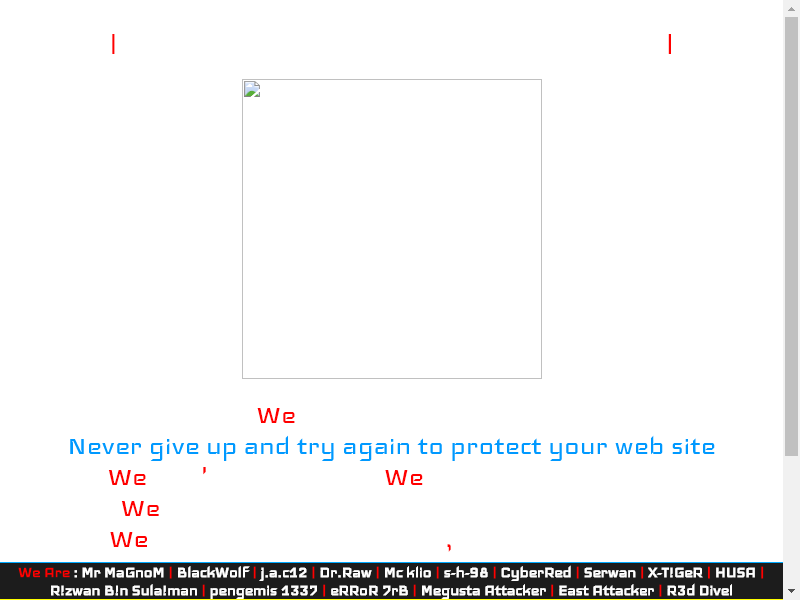 | |
We
Never give up and try again to protect your web site
We ' We
We
We ,
We Are : Mr MaGnoM | BlackWolf | j.a.c12 | Dr.Raw | Mc klio | s-h-98 | CyberRed | Serwan | X-T!GeR | HUSA |
R!zwan B!n Sula!man | pengemis 1337 | eRRoR 7rB | Megusta Attacker | East Attacker | R3d Divel